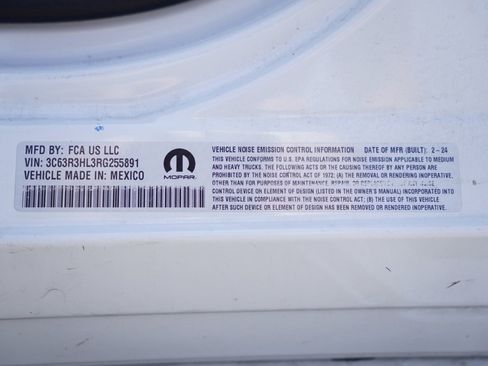 MFD BY: FCA US LLC
VIN: 3C63R3HL3RG255891
VEHICLE MADE IN: MEXICO
MOPAR
VEHICLE NOISE EMISSION CONTROL INFORMATION DATE OF MFR (BUILT): 2-24
THIS VEHICLE CONFORMS TO U.S. EPA REGULATIONS FOR NOISE EMISSION APPLICABLE TO MEDIUM
AND HEAVY TRUCKS. THE FOLLOWING ACTS OR THE CAUSING THEREOF BY ANY PERSON ARE
PROHIBITED BY THE NOISE CONTROL ACT OF 1972: (A) THE REMOVAL OR RENDERING INOPERATIVE,
OTHER THAN FOR PURPOSES OF MAINTENANCE, REPAIR, OR REPLACEMENT, OF ANY NOISE
CONTROL DEVICE OR ELEMENT OF DESIGN (LISTED IN THE OWNER'S MANUAL) INCORPORATED INTO
THIS VEHICLE IN COMPLIANCE WITH THE NOISE CONTROL ACT; (B) THE USE OF THIS VEHICLE
AFTER SUCH DEVICE OR ELEMENT OF DESIGN HAS BEEN REMOVED OR RENDERED INOPERATIVE.